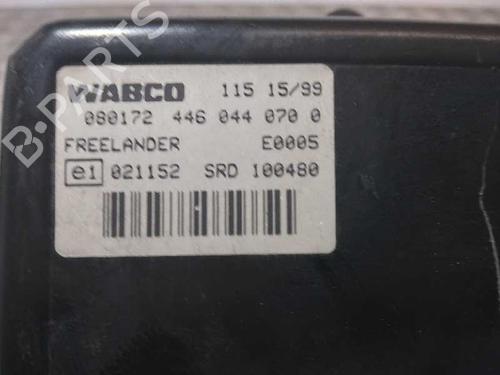 WABCO 115 15/99
080172 446 044 070 0
FREELANDER E0005
e1 021152 SRD 100480
B-PARTS